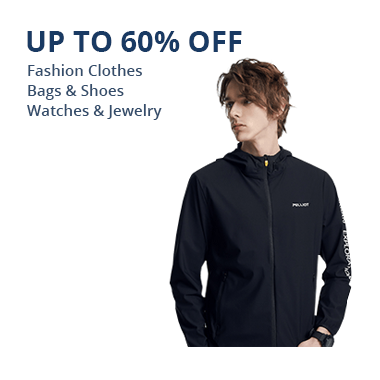 UP TO 60% OFF
Fashion Clothes
Bags & Shoes
Watches & Jewelry